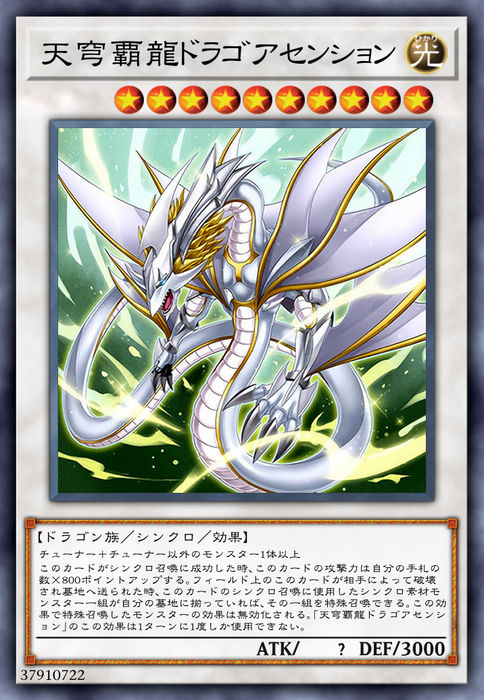 天穹覇龍ドラゴアセンション
光
ひかり
【ドラゴン族／シンクロ／効果】
チューナー＋チューナー以外のモンスター1体以上
このカードがシンクロ召喚に成功した時、このカードの攻撃力は自分の手札の
数×800ポイントアップする。フィールド上のこのカードが相手によって破壊
され墓地へ送られた時、このカードのシンクロ召喚に使用したシンクロ素材モ
ンスター一組が自分の墓地に揃っていれば、その一組を特殊召喚できる。この効
果で特殊召喚したモンスターの効果は無効化される。「天穹覇龍ドラゴアセンシ
ョン」のこの効果は1ターンに1度しか使用できない。
ATK/ ? DEF/3000
37910722